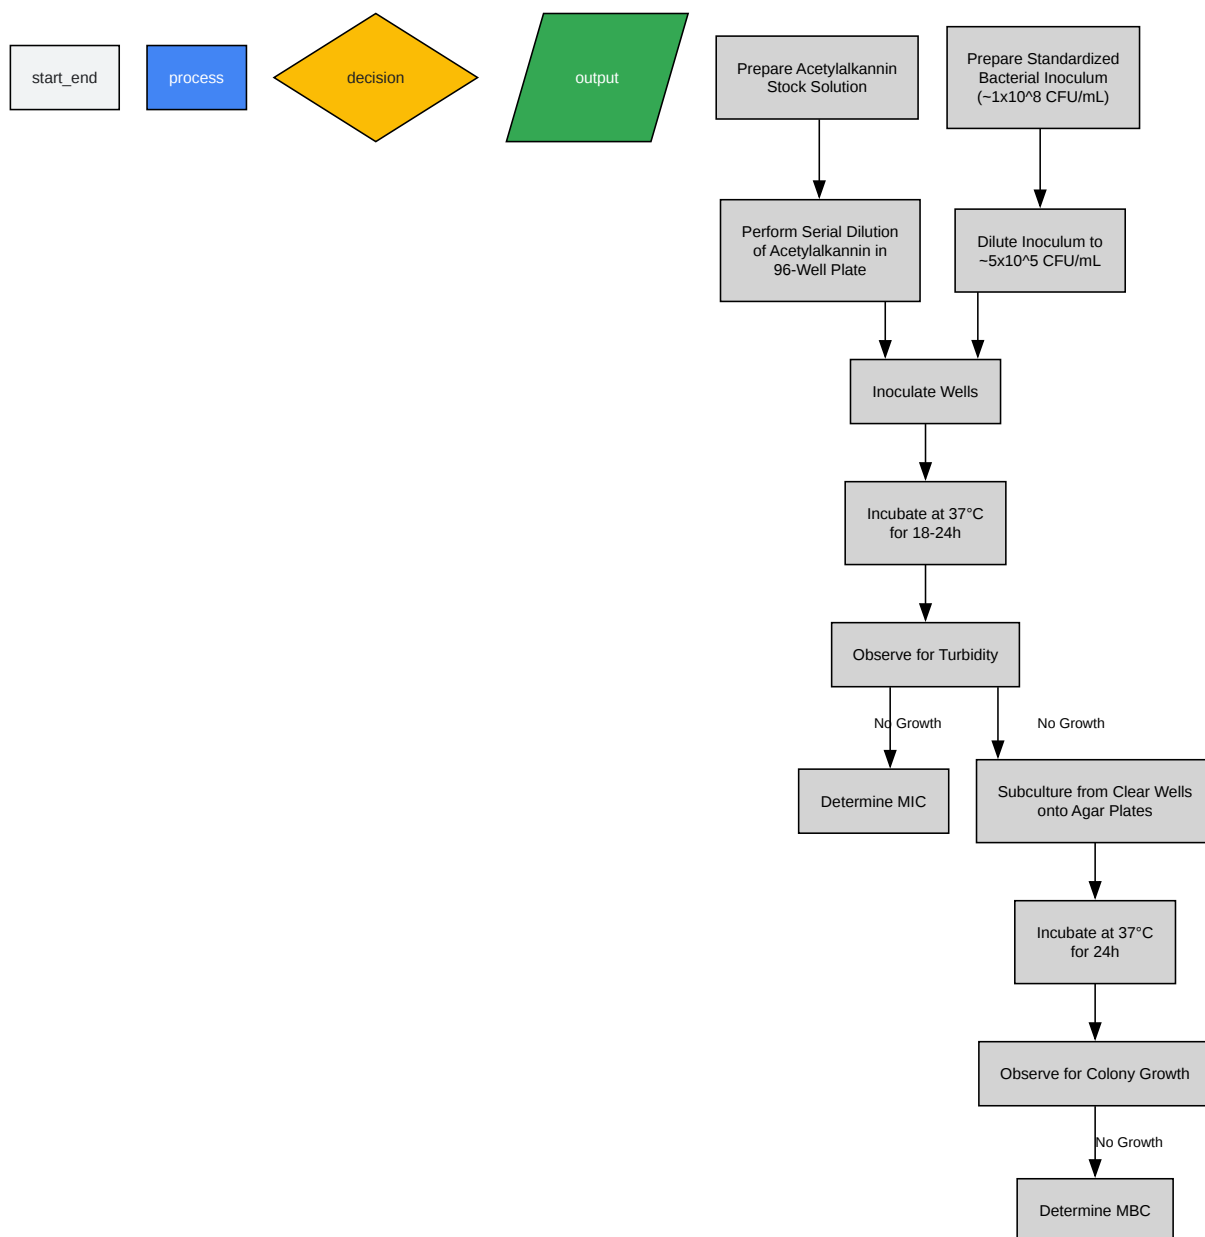 start_end
process
decision
output
Prepare Acetylalkannin
Stock Solution
Prepare Standardized
Bacterial Inoculum
(~1x10^8 CFU/mL)
Perform Serial Dilution
of Acetylalkannin in
96-Well Plate
Dilute Inoculum to
~5x10^5 CFU/mL
Inoculate Wells
Incubate at 37°C
for 18-24h
Observe for Turbidity
No Growth
No Growth
Determine MIC
Subculture from Clear Wells
onto Agar Plates
Incubate at 37°C
for 24h
Observe for Colony Growth
No Growth
Determine MBC